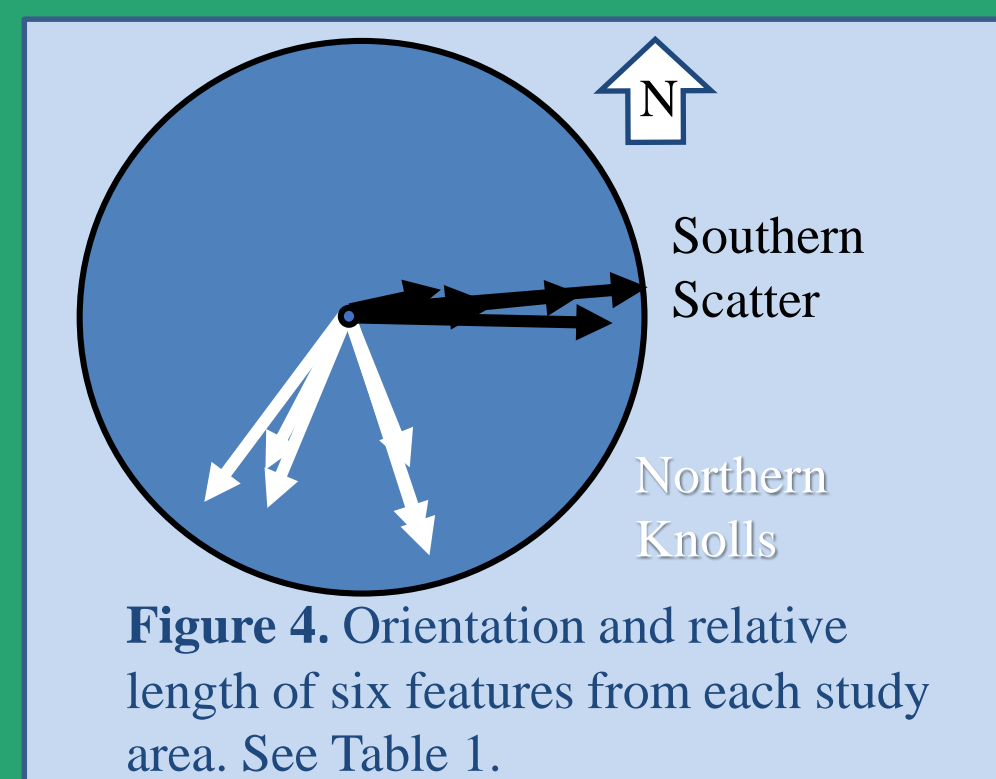 N
Southern
Scatter
Northern
Knolls
Figure 4. Orientation and relative
length of six features from each study
area. See Table 1.